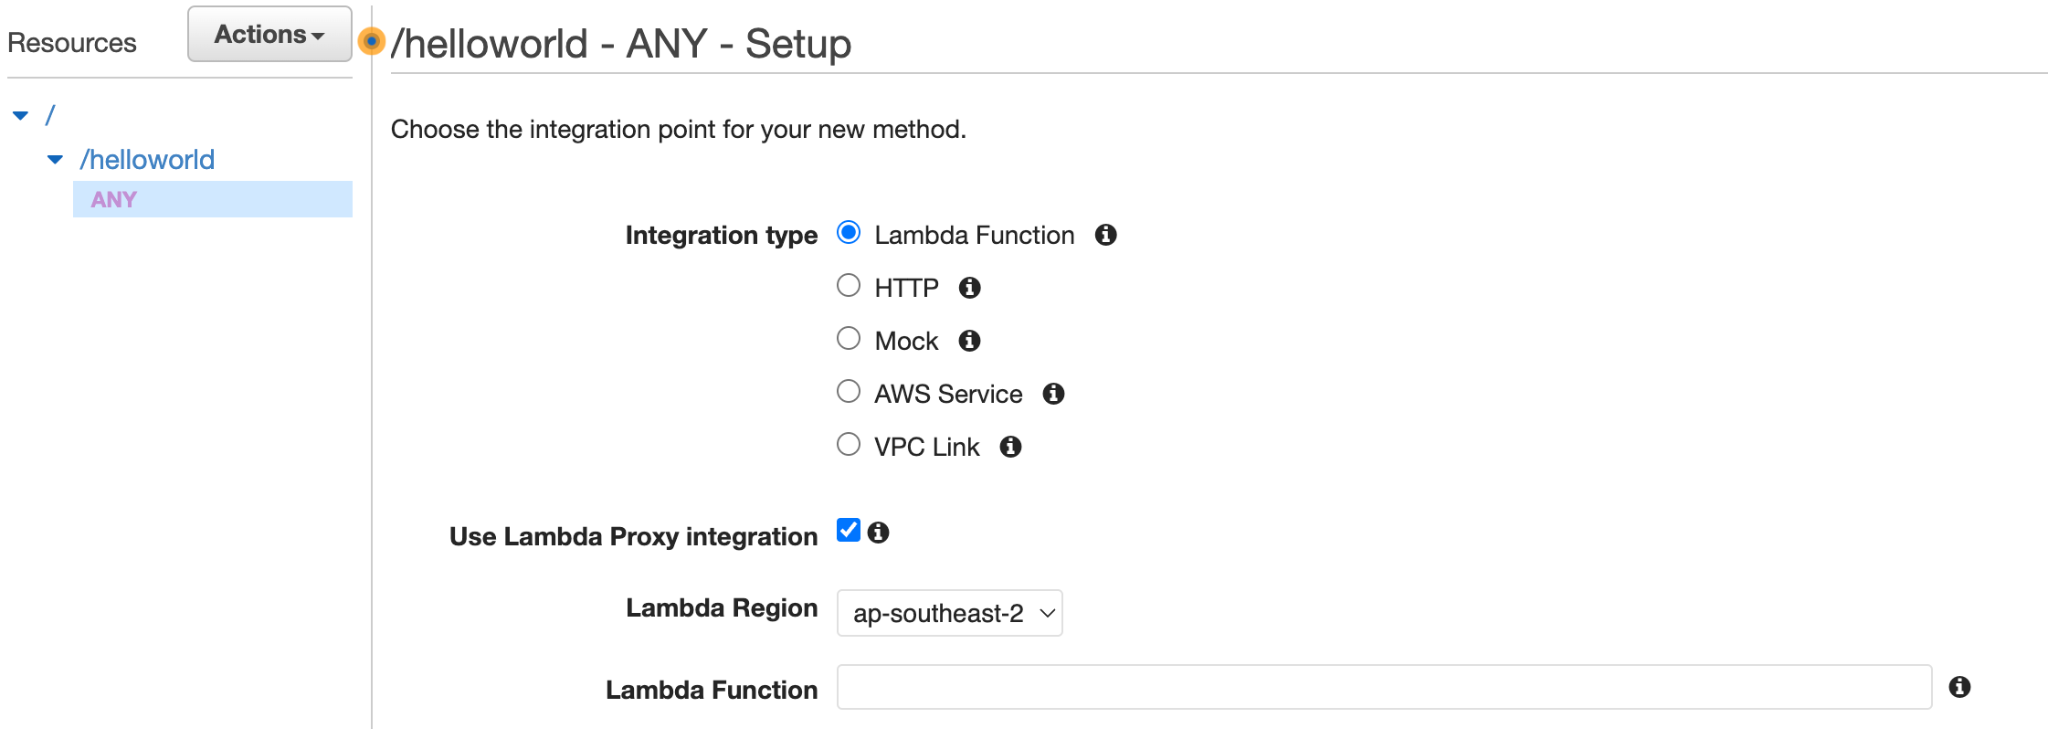 Resources
Actions
/helloworld - ANY - Setup
/
/helloworld
ANY
Choose the integration point for your new method.
Integration type
Lambda Function
HTTP
Mock
AWS Service
VPC Link
Use Lambda Proxy integration
Lambda Region
ap-southeast-2
Lambda Function